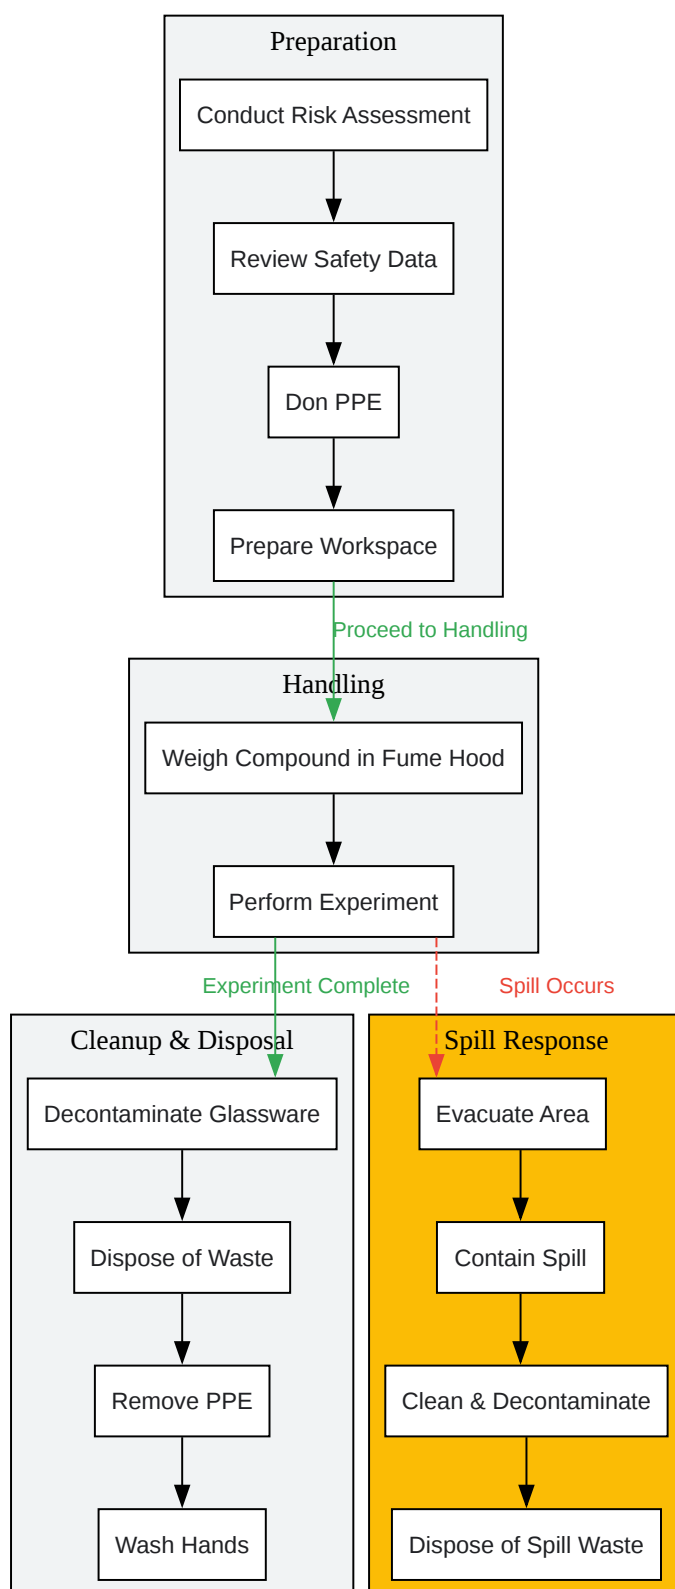 Preparation
Conduct Risk Assessment
Review Safety Data
Don PPE
Prepare Workspace
Proceed to Handling
Handling
Weigh Compound in Fume Hood
Perform Experiment
Experiment Complete
Spill Occurs
Cleanup & Disposal
Decontaminate Glassware
Dispose of Waste
Remove PPE
Wash Hands
Spill Response
Evacuate Area
Contain Spill
Clean & Decontaminate
Dispose of Spill Waste